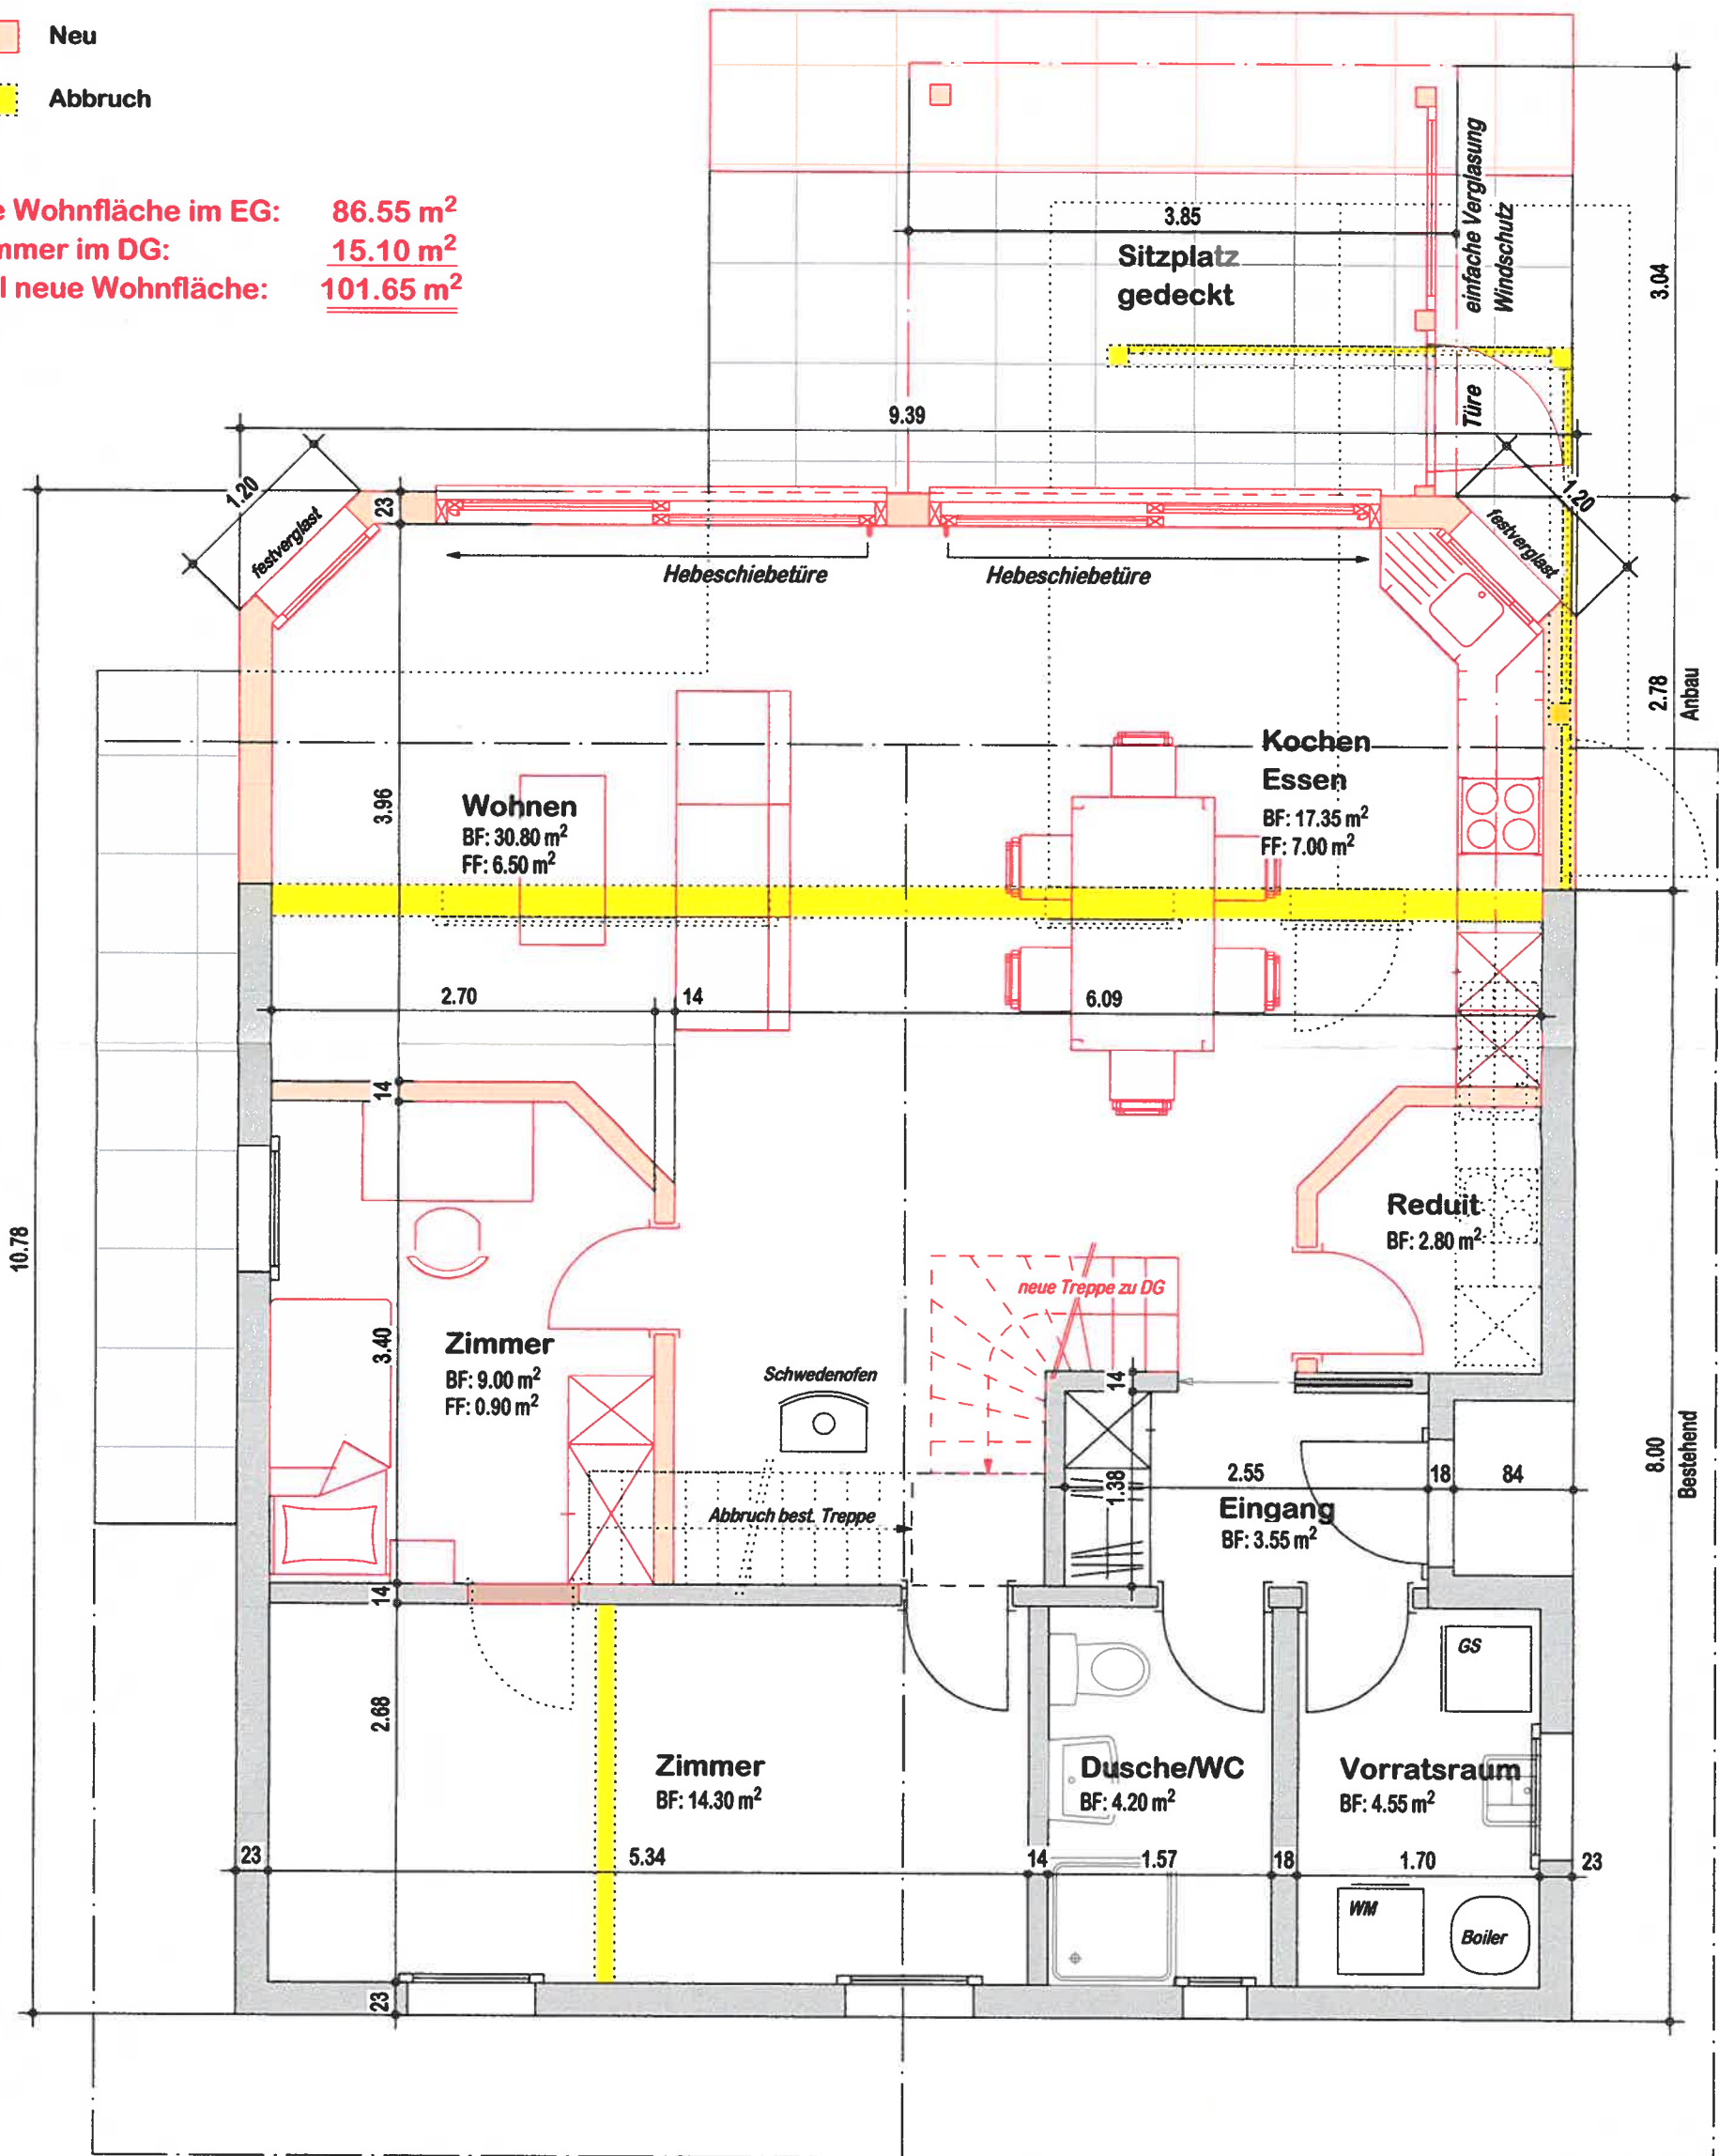 Neu
Abbruch
e Wohnfläche im EG: 86.55 m²
mmer im DG: 15.10 m²
l neue Wohnfläche: 101.65 m²
3.85
Sitzplatz
gedeckt
einfache Verglasung
Windschutz
3.04
Türe
9.39
1.20
festverglast
23
1.20
festverglast
Hebeschiebetüre
Hebeschiebetüre
2.78
Anbau
Kochen
Essen
BF: 17.35 m²
FF: 7.00 m²
Wohnen
BF: 30.80 m²
FF: 6.50 m²
3.96
2.70
14
6.09
14
10.78
Reduit
BF: 2.80 m²
neue Treppe zu DG
Zimmer
BF: 9.00 m²
FF: 0.90 m²
3.40
Schwedenofen
14
1.38
2.55
18
84
Eingang
BF: 3.55 m²
8.00
Bestehend
Abbruch best. Treppe
14
2.68
GS
Zimmer
BF: 14.30 m²
Dusche/WC
BF: 4.20 m²
Vorratsraum
BF: 4.55 m²
23
5.34
14
1.57
18
1.70
23
WM
Boiler
23